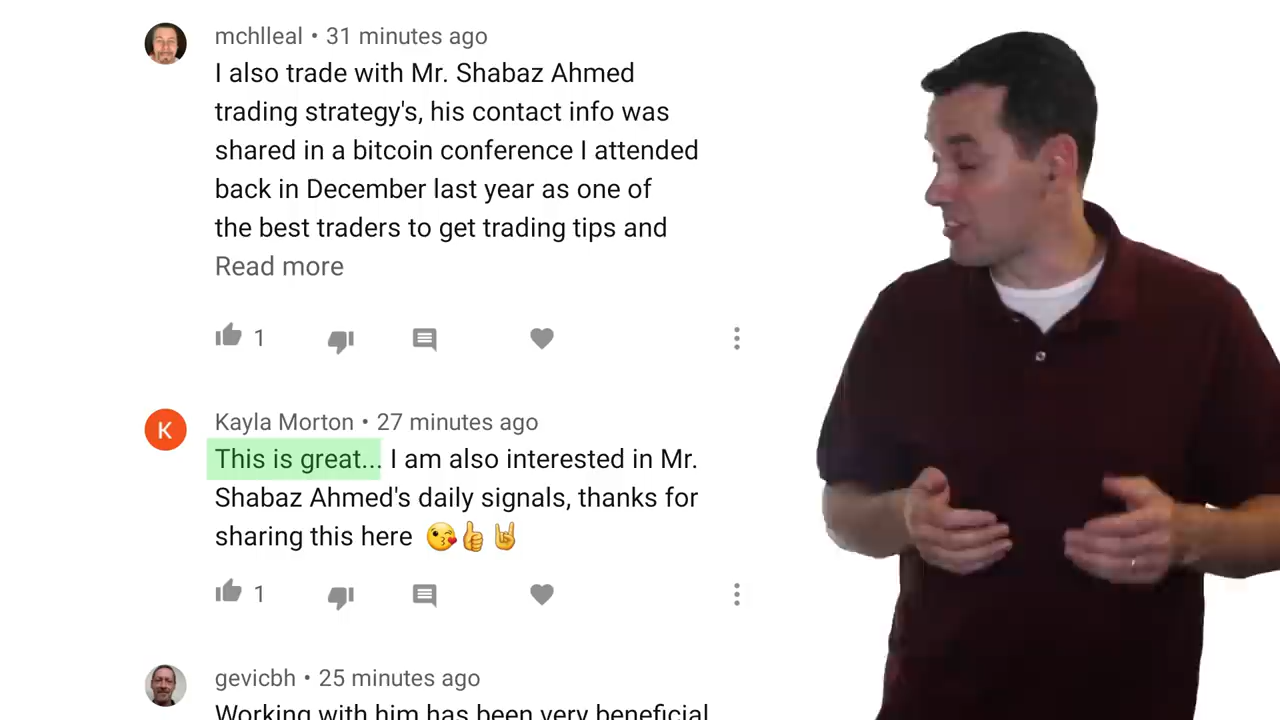 mchlleal • 31 minutes ago
I also trade with Mr. Shabaz Ahmed
trading strategy's, his contact info was
shared in a bitcoin conference I attended
back in December last year as one of
the best traders to get trading tips and
Read more
1
K
Kayla Morton • 27 minutes ago
This is great... I am also interested in Mr.
Shabaz Ahmed's daily signals, thanks for
sharing this here 😘👍🤘
1
gevicbh • 25 minutes ago
Working with him has been very beneficial